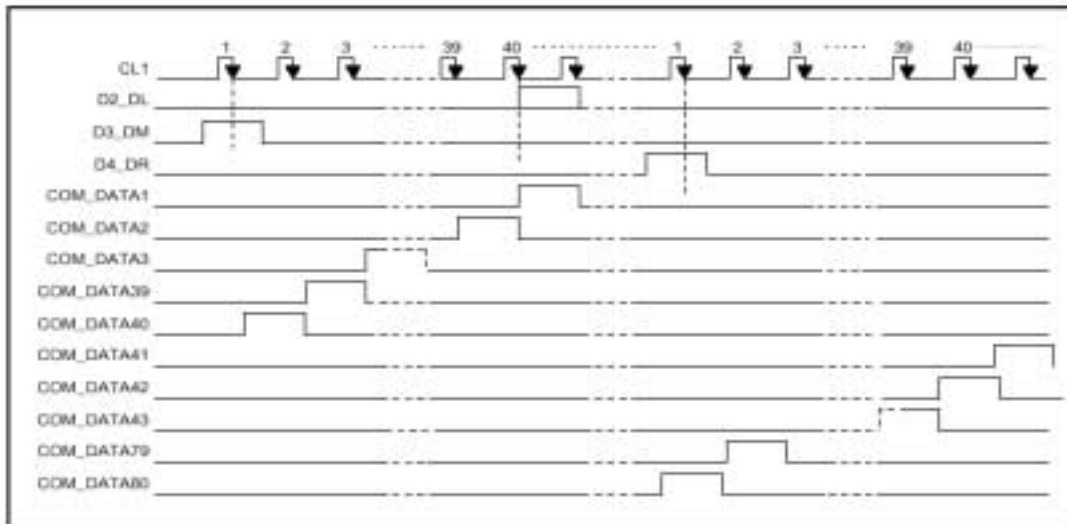 1 2 3 39 40 1 2 3 39 40
CL1
D2_DL
D3_DM
D4_DR
COM_DATA1
COM_DATA2
COM_DATA3
COM_DATA39
COM_DATA40
COM_DATA41
COM_DATA42
COM_DATA43
COM_DATA79
COM_DATA80